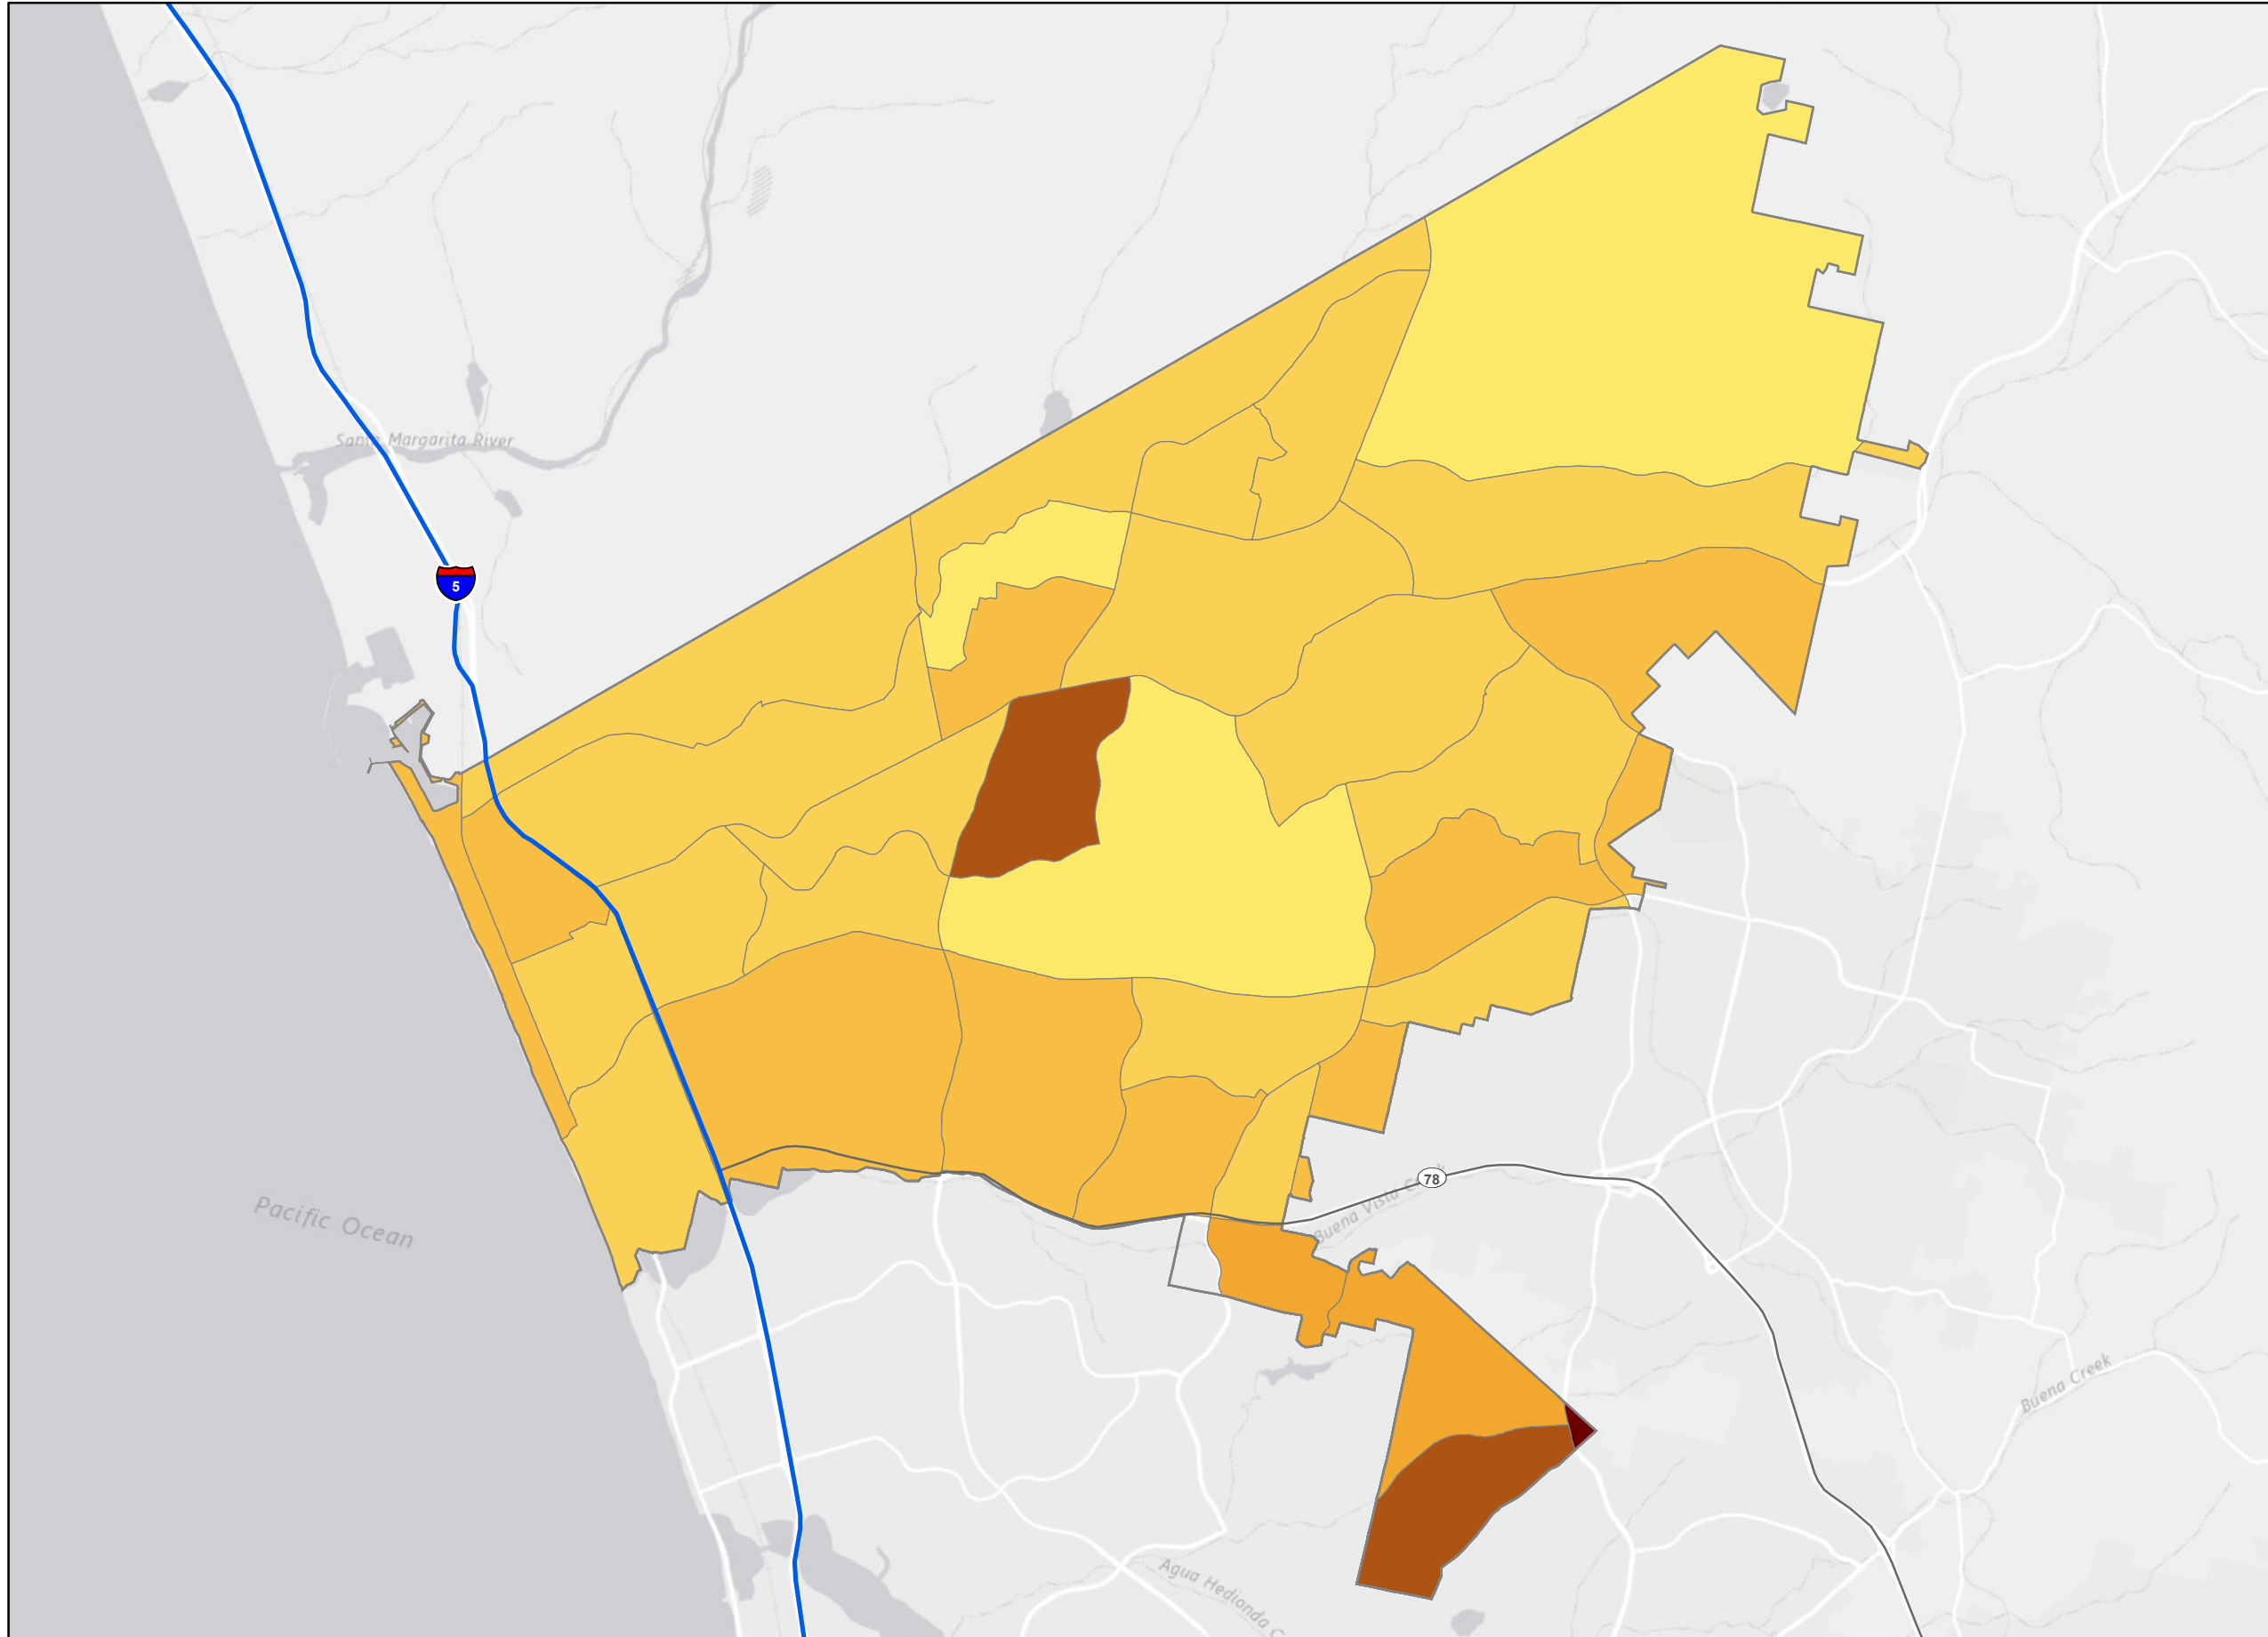 Santa Margarita River
5
Pacific Ocean
78
Buena Vista C
Buena Creek
Agua Hedionda C